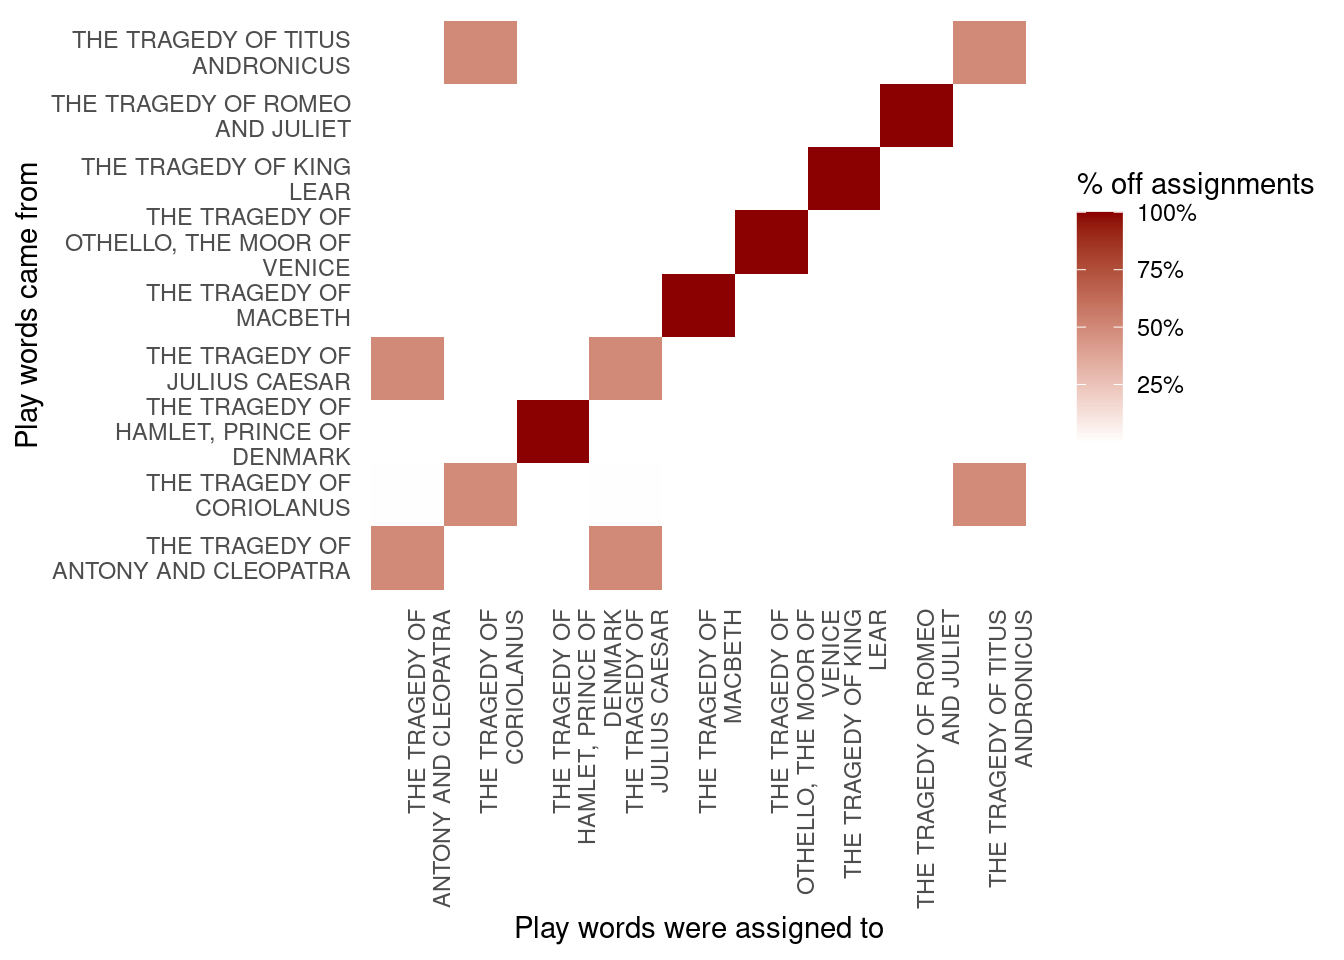 THE TRAGEDY OF TITUS
ANDRONICUS
THE TRAGEDY OF ROMEO
AND JULIET
THE TRAGEDY OF KING
LEAR
THE TRAGEDY OF
OTHELLO, THE MOOR OF
VENICE
THE TRAGEDY OF
MACBETH
THE TRAGEDY OF
JULIUS CAESAR
THE TRAGEDY OF
HAMLET, PRINCE OF
DENMARK
THE TRAGEDY OF
CORIOLANUS
THE TRAGEDY OF
ANTONY AND CLEOPATRA
Play words came from
THE TRAGEDY OF
ANTONY AND CLEOPATRA
THE TRAGEDY OF
CORIOLANUS
THE TRAGEDY OF
HAMLET, PRINCE OF
DENMARK
THE TRAGEDY OF
JULIUS CAESAR
THE TRAGEDY OF
MACBETH
THE TRAGEDY OF
OTHELLO, THE MOOR OF
VENICE
THE TRAGEDY OF KING
LEAR
THE TRAGEDY OF ROMEO
AND JULIET
THE TRAGEDY OF TITUS
ANDRONICUS
Play words were assigned to
% off assignments
100%
75%
50%
25%